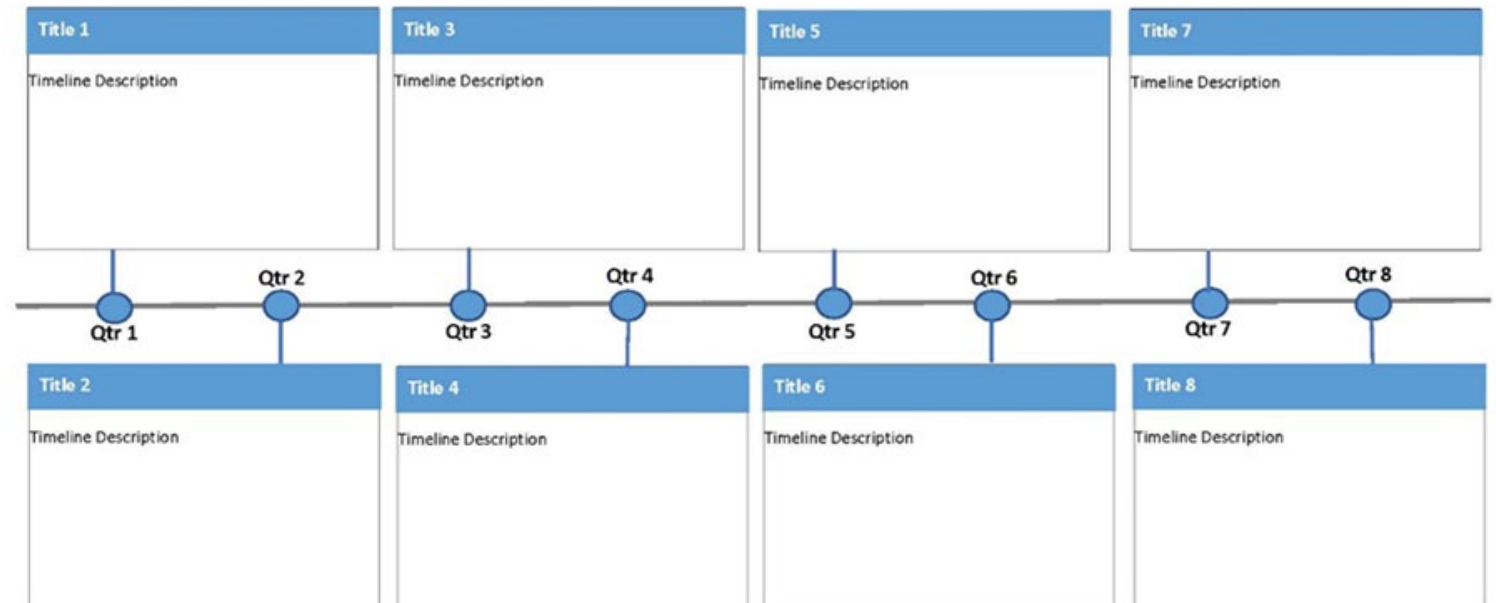 Title 1
Timeline Description
Title 3
Timeline Description
Title 5
Timeline Description
Title 7
Timeline Description
Qtr 1
Qtr 2
Qtr 3
Qtr 4
Qtr 5
Qtr 6
Qtr 7
Qtr 8
Title 2
Timeline Description
Title 4
Timeline Description
Title 6
Timeline Description
Title 8
Timeline Description